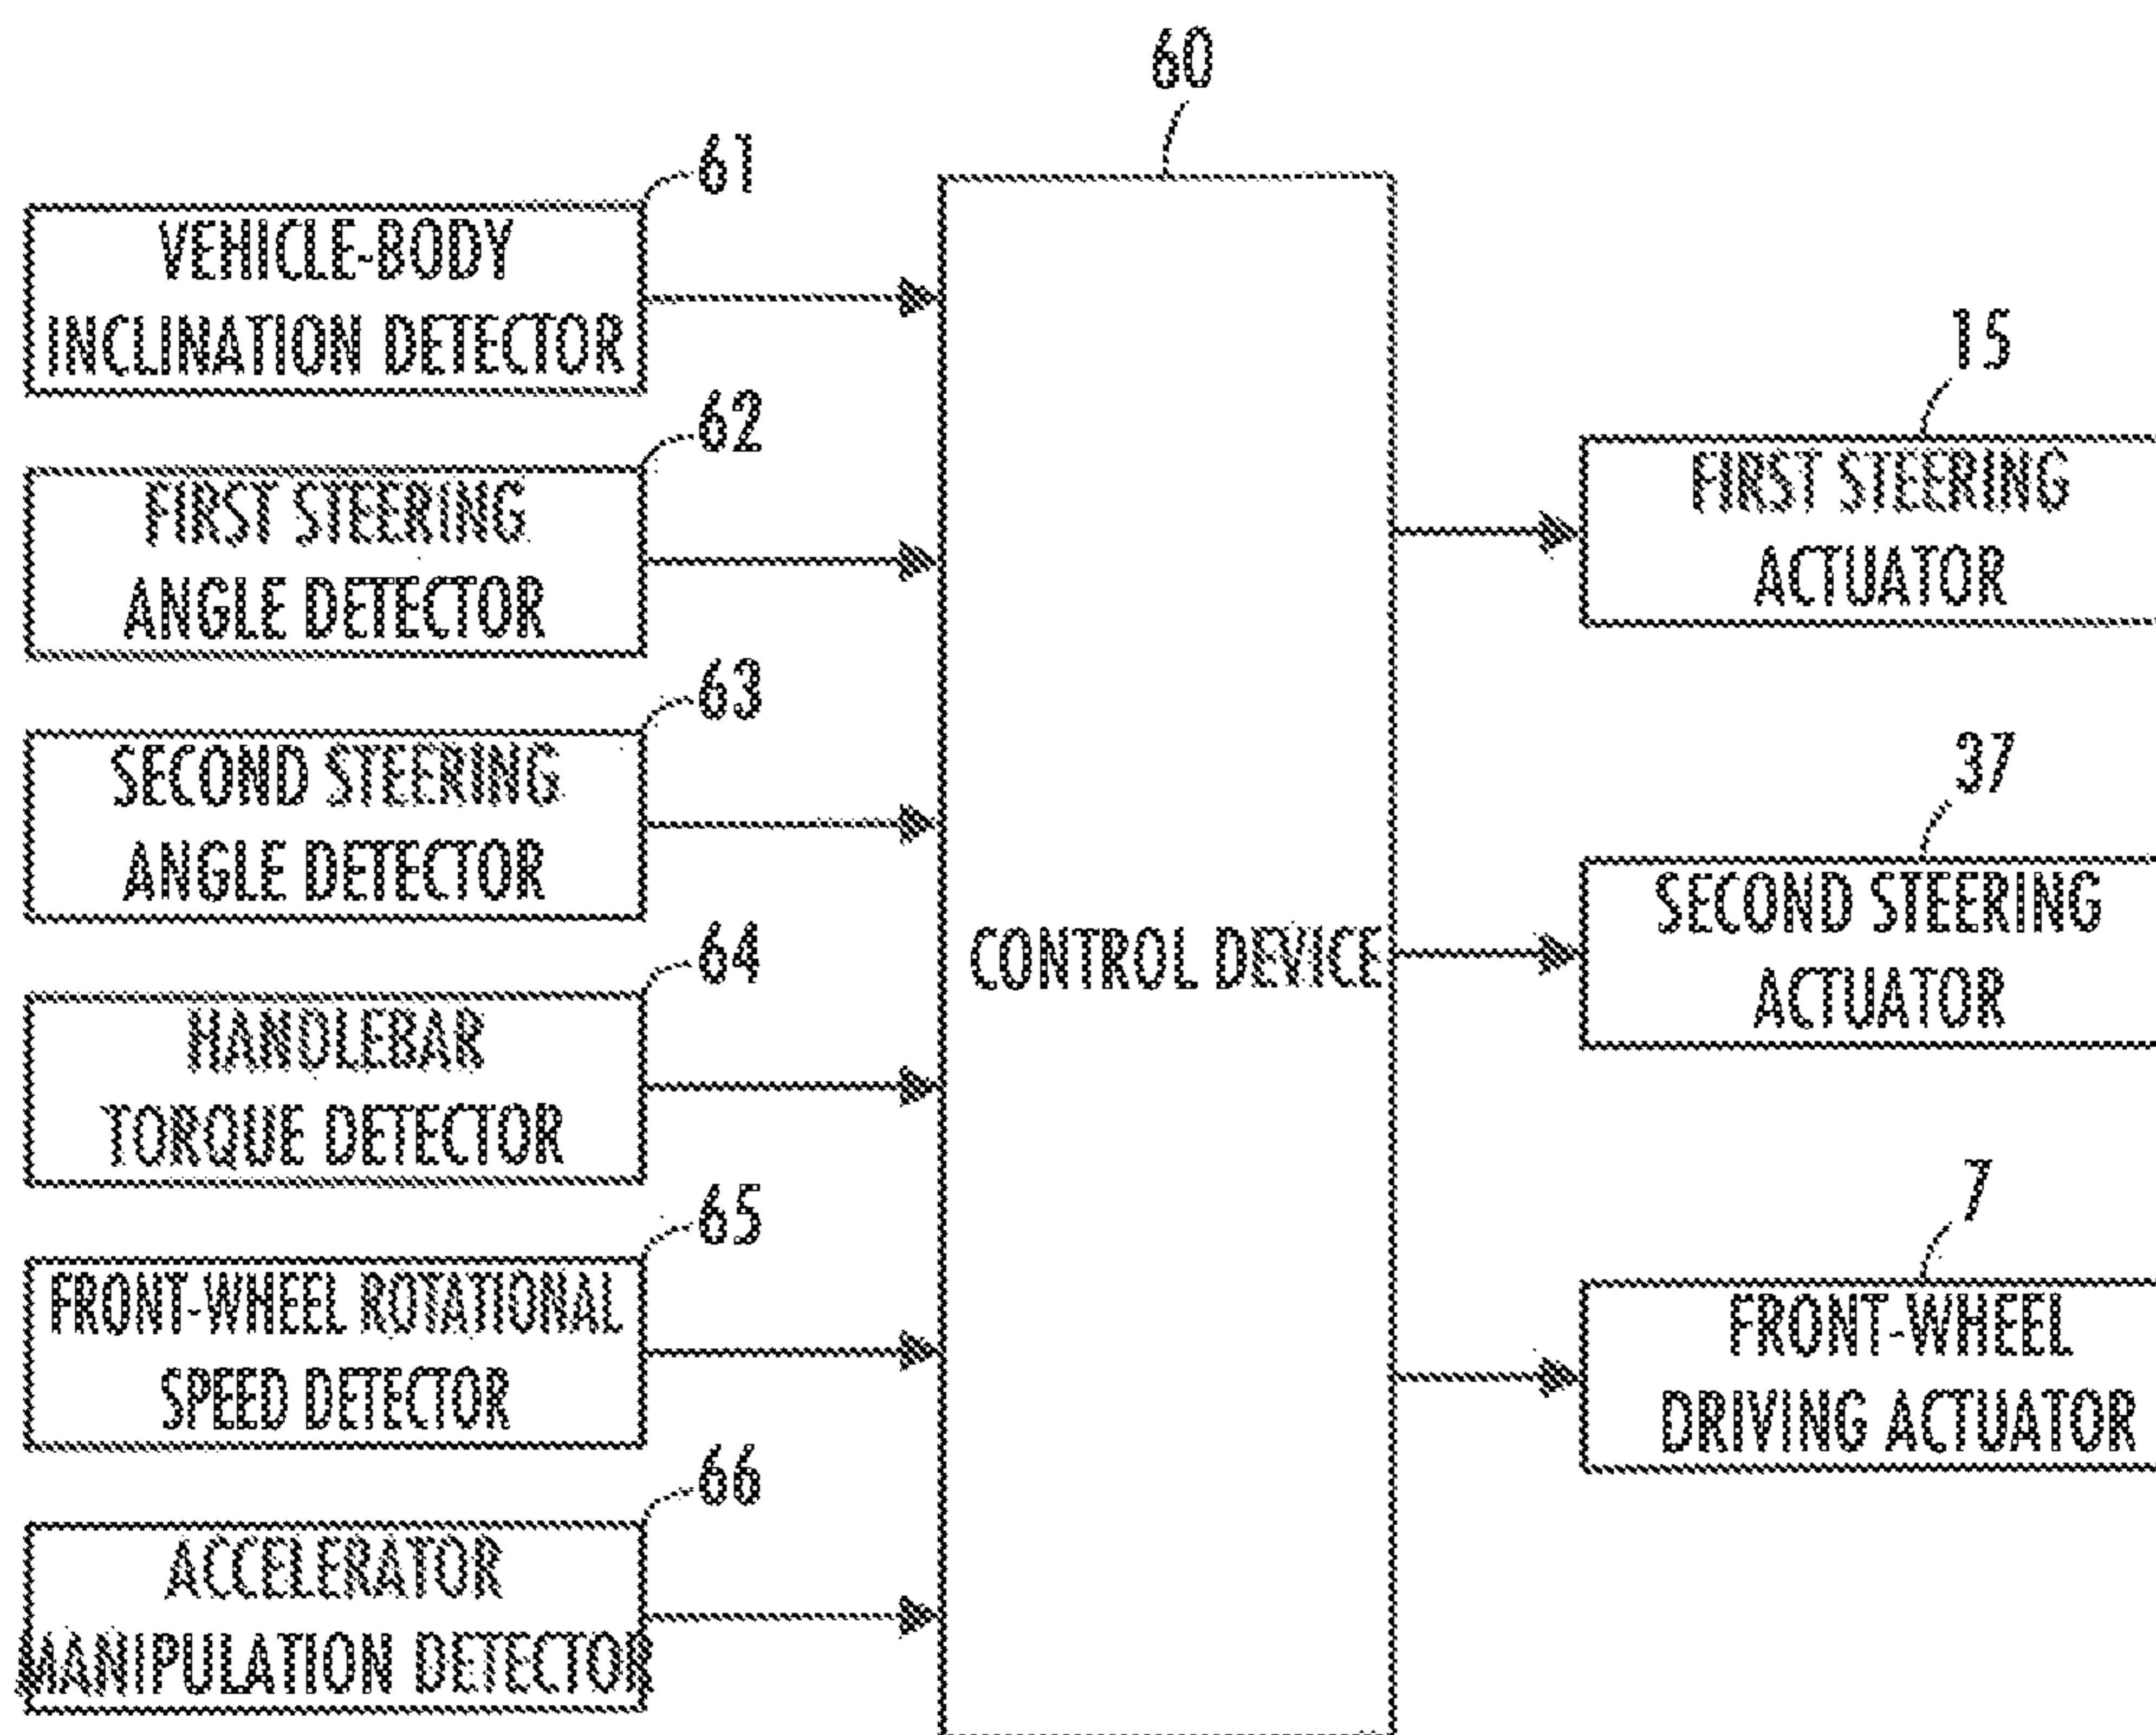 60
61
VEHICLE-BODY
INCLINATION DETECTOR
62
FIRST STEERING
ANGLE DETECTOR
63
SECOND STEERING
ANGLE DETECTOR
64
HANDLEBAR
TORQUE DETECTOR
65
FRONT-WHEEL ROTATIONAL
SPEED DETECTOR
66
ACCELERATOR
MANIPULATION DETECTOR
CONTROL DEVICE
15
FIRST STEERING
ACTUATOR
37
SECOND STEERING
ACTUATOR
7
FRONT-WHEEL
DRIVING ACTUATOR